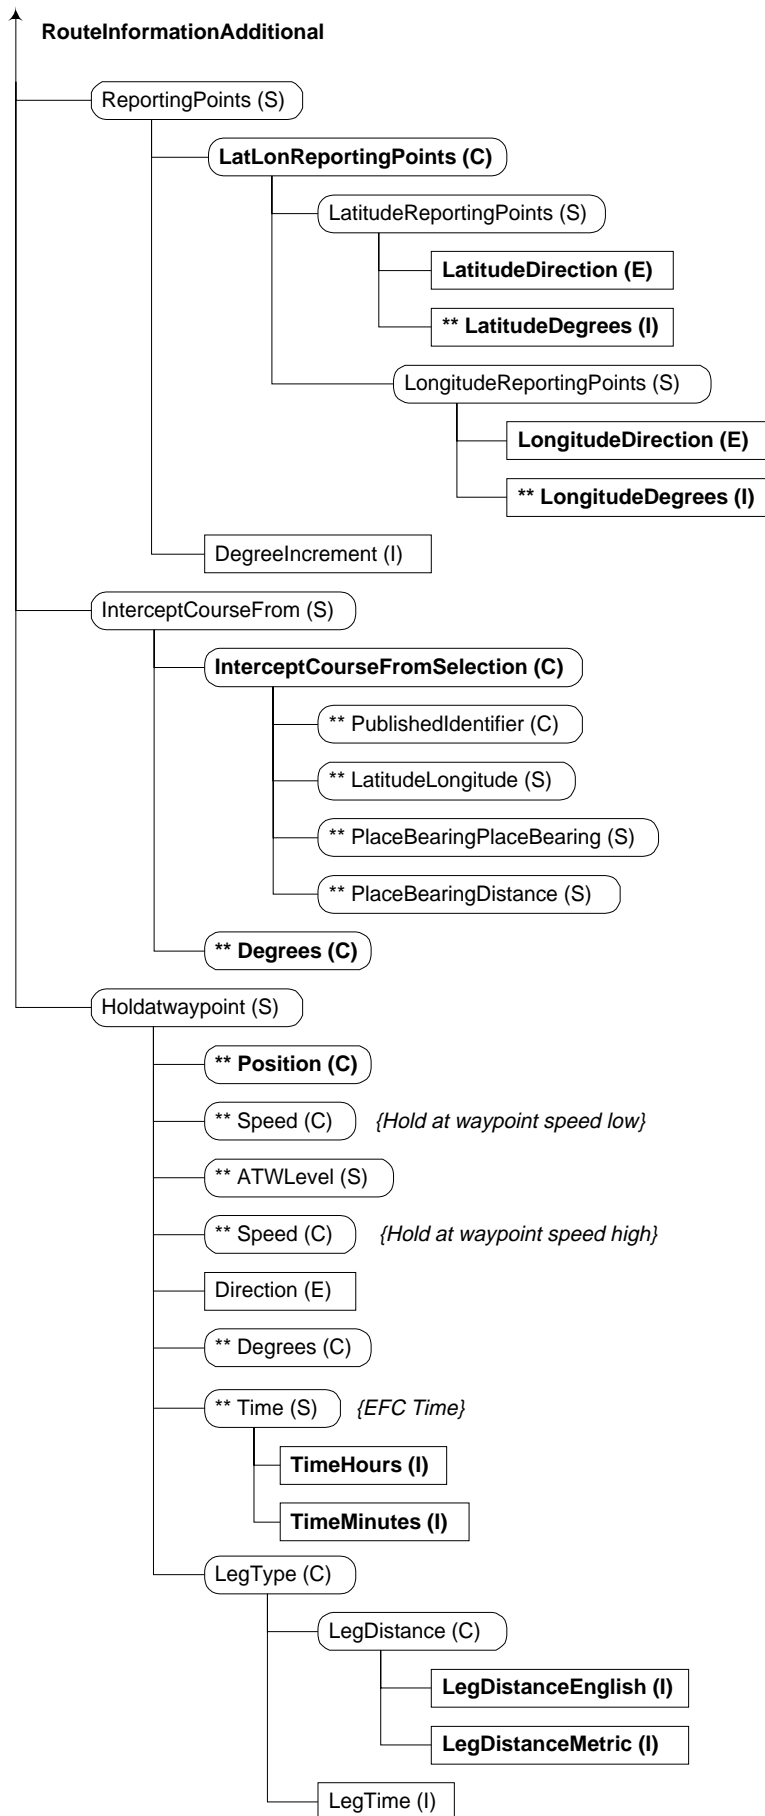 RouteInformationAdditional
ReportingPoints (S)
LatLonReportingPoints (C)
LatitudeReportingPoints (S)
LatitudeDirection (E)
** LatitudeDegrees (I)
LongitudeReportingPoints (S)
LongitudeDirection (E)
** LongitudeDegrees (I)
DegreeIncrement (I)
InterceptCourseFrom (S)
InterceptCourseFromSelection (C)
** PublishedIdentifier (C)
** LatitudeLongitude (S)
** PlaceBearingPlaceBearing (S)
** PlaceBearingDistance (S)
** Degrees (C)
Holdatwaypoint (S)
** Position (C)
** Speed (C) {Hold at waypoint speed low}
** ATWLevel (S)
** Speed (C) {Hold at waypoint speed high}
Direction (E)
** Degrees (C)
** Time (S) {EFC Time}
TimeHours (I)
TimeMinutes (I)
LegType (C)
LegDistance (C)
LegDistanceEnglish (I)
LegDistanceMetric (I)
LegTime (I)